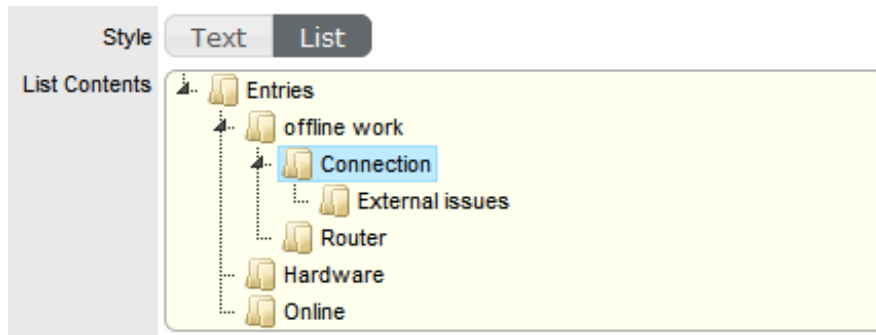 Style Text List
List Contents Entries
offline work
Connection
External issues
Router
Hardware
Online